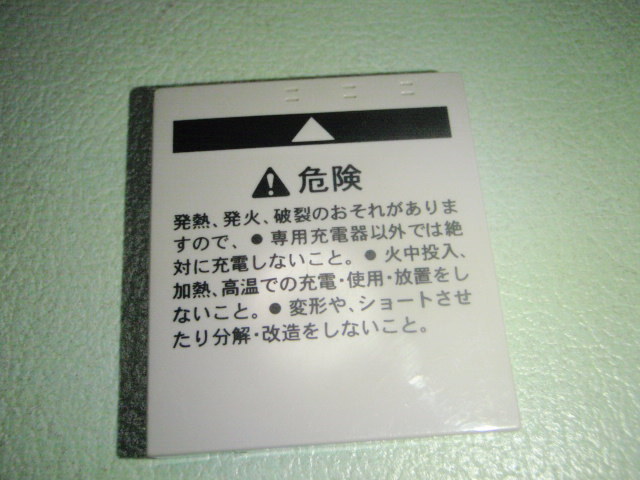 危険
発熱、発火、破裂のおそれがありま
すので、●専用充電器以外では絶
対に充電しないこと。●火中投入、
加熱、高温での充電・使用・放置をし
ないこと。●変形や、ショートさせ
たり分解・改造をしないこと。